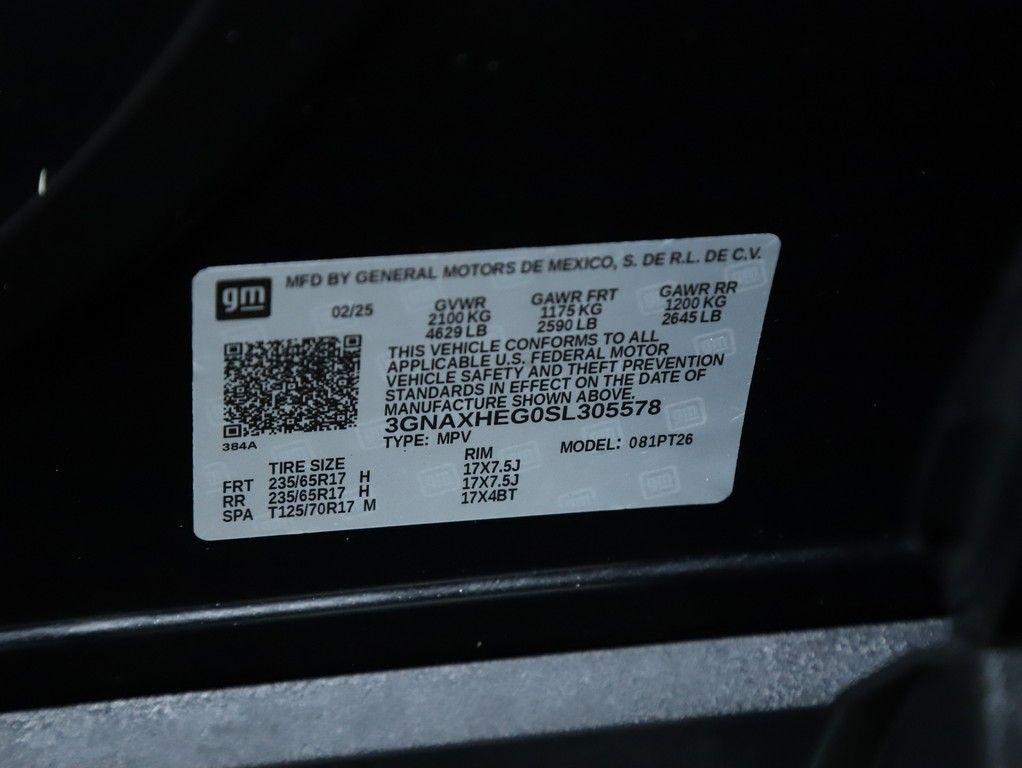 gm
MFD BY GENERAL MOTORS DE MEXICO, S. DE R.L. DE C.V.
02/25 GVWR GAWR FRT GAWR RR
2100 KG 1175 KG 1200 KG
4629 LB 2590 LB 2645 LB
THIS VEHICLE CONFORMS TO ALL
APPLICABLE U.S. FEDERAL MOTOR
VEHICLE SAFETY AND THEFT PREVENTION
STANDARDS IN EFFECT ON THE DATE OF
MANUFACTURE SHOWN ABOVE.
3GNAXHEG0SL305578
TYPE: MPV MODEL: 081PT26
384A
TIRE SIZE RIM
FRT 235/65R17 H 17X7.5J
RR 235/65R17 H 17X7.5J
SPA T125/70R17 M 17X4BT